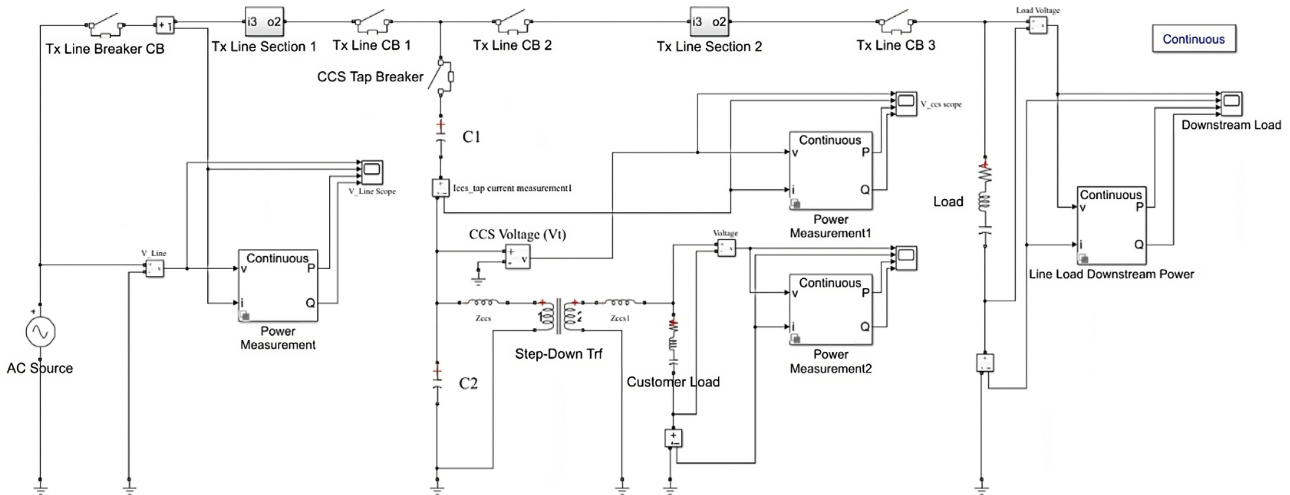 Load Voltage
+1
i3 o2
i3 o2
Continuous
Tx Line Breaker CB
Tx Line Section 1
Tx Line CB 1
Tx Line CB 2
Tx Line Section 2
Tx Line CB 3
CCS Tap Breaker
V_ccs scope
Downstream Load
C1
Continuous
v
P
i
Q
Power
Measurement1
V_Line Scope
Iccs_tap current measurement1
Load
Continuous
v
P
i
Q
Line Load Downstream Power
CCS Voltage (Vt)
+
-
v
Voltage
V_Line
Continuous
v
P
i
Q
Power
Measurement
Continuous
v
P
i
Q
Power
Measurement2
Zccs
1
2
Zccs1
Step-Down Trf
AC Source
C2
Customer Load